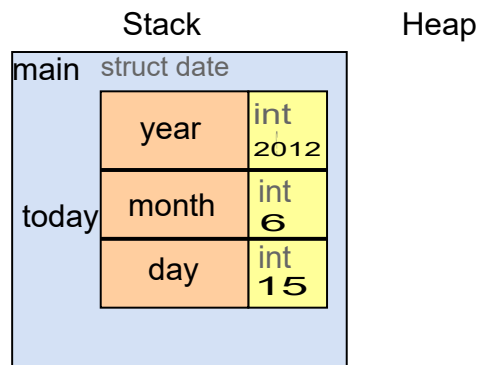 Stack Heap
main struct date
year int
2012
today month int
6
day int
15